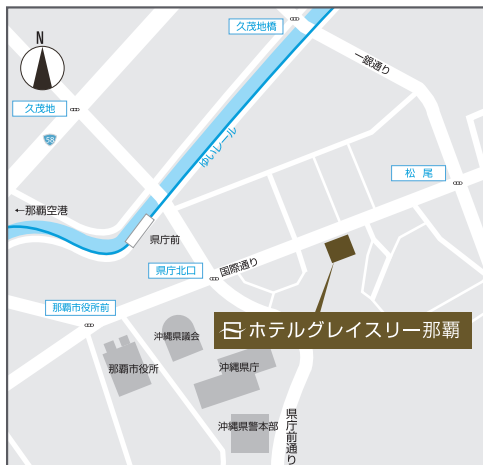 久茂地橋
N
一銀通り
久茂地
58
ゆいレール
松尾
←那覇空港
県庁前
国際通り
県庁北口
那覇市役所前
ホテルグレイスリー那覇
沖縄県議会
那覇市役所
沖縄県庁
沖縄県警本部
県庁前通り